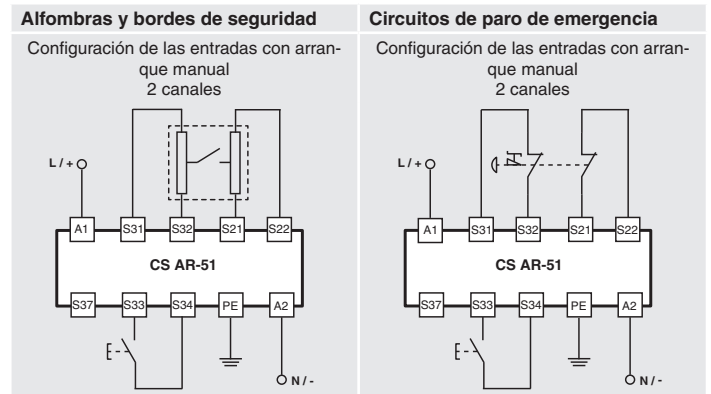 Alfombras y bordes de seguridad
Configuración de las entradas con arran-
que manual
2 canales
L / +
A1 S31 S32 S21 S22
CS AR-51
S37 S33 S34 PE A2
N / -
Circuitos de paro de emergencia
Configuración de las entradas con arran-
que manual
2 canales
L / +
A1 S31 S32 S21 S22
CS AR-51
S37 S33 S34 PE A2
N / -